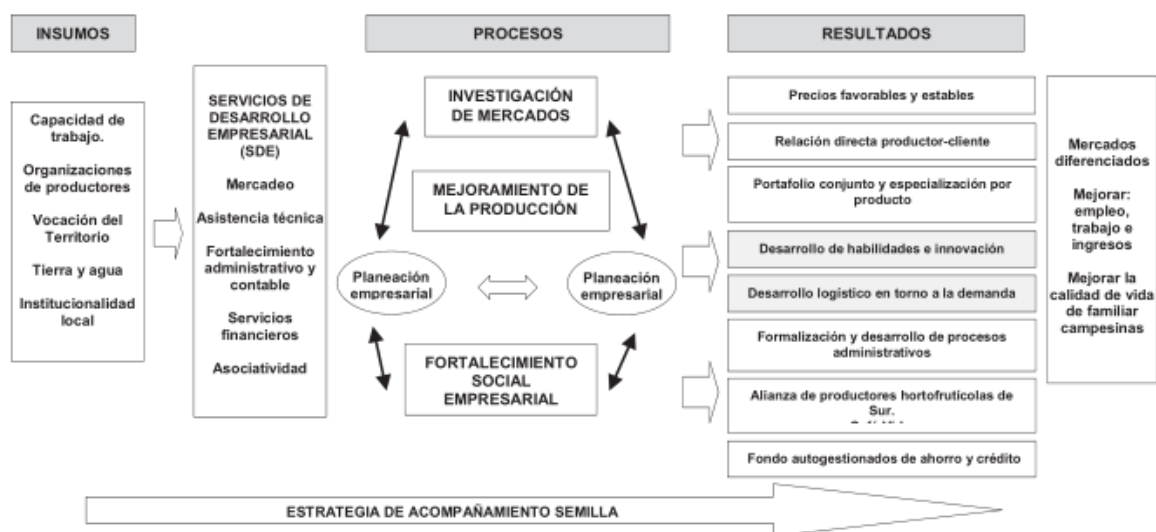 INSUMOS
PROCESOS
RESULTADOS
Capacidad de
trabajo.
Organizaciones
de productores
Vocación del
Territorio
Tierra y agua
Institucionalidad
local
SERVICIOS DE
DESARROLLO
EMPRESARIAL
(SDE)
Mercadeo
Asistencia técnica
Fortalecimiento
administrativo y
contable
Servicios
financieros
Asociatividad
INVESTIGACIÓN
DE MERCADOS
MEJORAMIENTO DE
LA PRODUCCIÓN
Planeación
empresarial
Planeación
empresarial
FORTALECIMIENTO
SOCIAL
EMPRESARIAL
Precios favorables y estables
Relación directa productor-cliente
Portafolio conjunto y especialización por
producto
Desarrollo de habilidades e innovación
Desarrollo logístico en torno a la demanda
Formalización y desarrollo de procesos
administrativos
Alianza de productores hortofrutícolas de
Sur.
Fondo autogestionados de ahorro y crédito
Mercados
diferenciados
Mejorar:
empleo,
trabajo e
ingresos
Mejorar la
calidad de vida
de familiar
campesinas
ESTRATEGIA DE ACOMPAÑAMIENTO SEMILLA